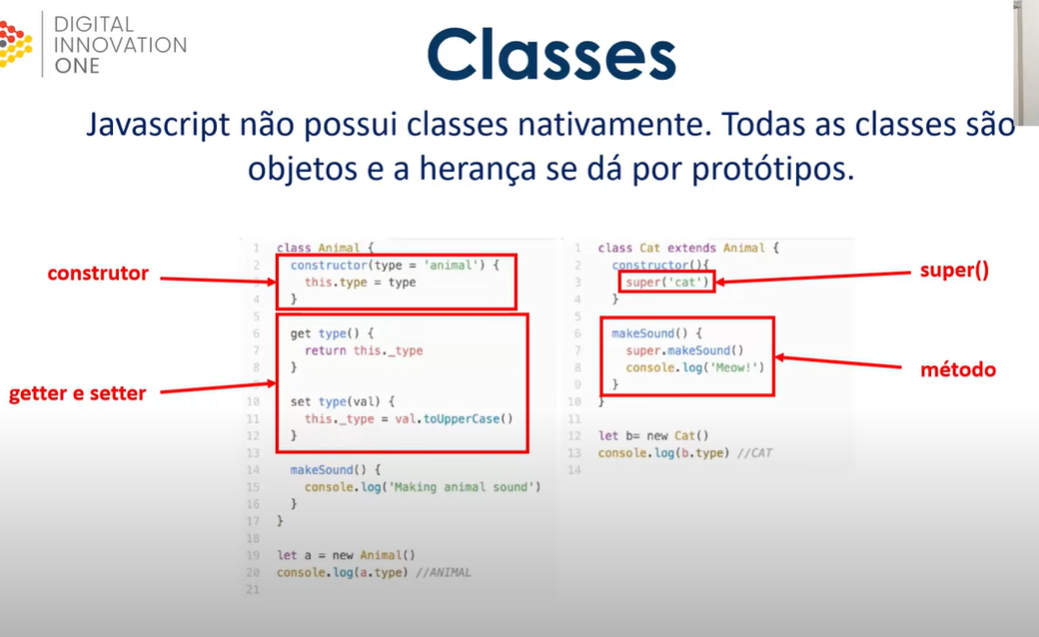 DIGITAL
INNOVATION
ONE
Classes
Javascript não possui classes nativamente. Todas as classes são
objetos e a herança se dá por protótipos.
construtor
getter e setter
1 class Animal {
2 constructor(type = 'animal') {
this.type = type
4 }
5
6 get type() {
7 return this._type
8 }
10 set type(val) {
11 this._type = val.toUpperCase()
12 }
13
14 makeSound() {
15 console.log('Making animal sound')
16 }
17 }
18
19 let a = new Animal()
20 console.log(a.type) //ANIMAL
21
1 class Cat extends Animal {
2 constructor(){
3 super('cat')
4 }
5
6 makeSound() {
7 super.makeSound()
8 console.log('Meow!')
9 }
10 }
11
12 let b= new Cat()
13 console.log(b.type) //CAT
14
super()
método